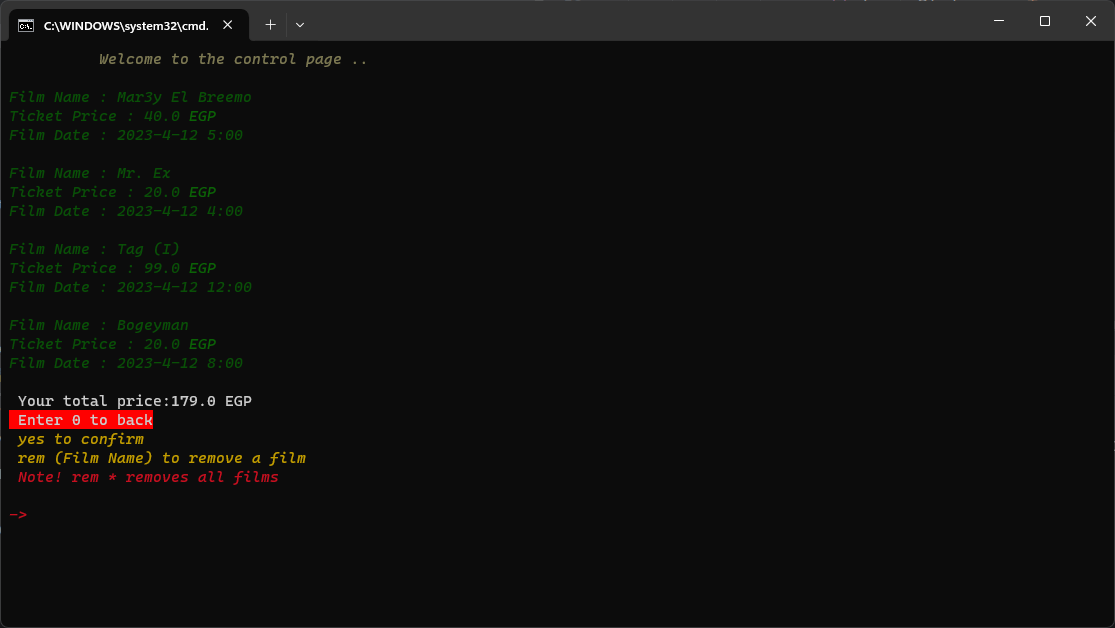 C:\WINDOWS\system32\cmd.
Welcome to the control page ..
Film Name : Mar3y El Breemo
Ticket Price : 40.0 EGP
Film Date : 2023-4-12 5:00
Film Name : Mr. Ex
Ticket Price : 20.0 EGP
Film Date : 2023-4-12 4:00
Film Name : Tag (I)
Ticket Price : 99.0 EGP
Film Date : 2023-4-12 12:00
Film Name : Bogeyman
Ticket Price : 20.0 EGP
Film Date : 2023-4-12 8:00
Your total price:179.0 EGP
Enter 0 to back
yes to confirm
rem (Film Name) to remove a film
Note! rem * removes all films
->